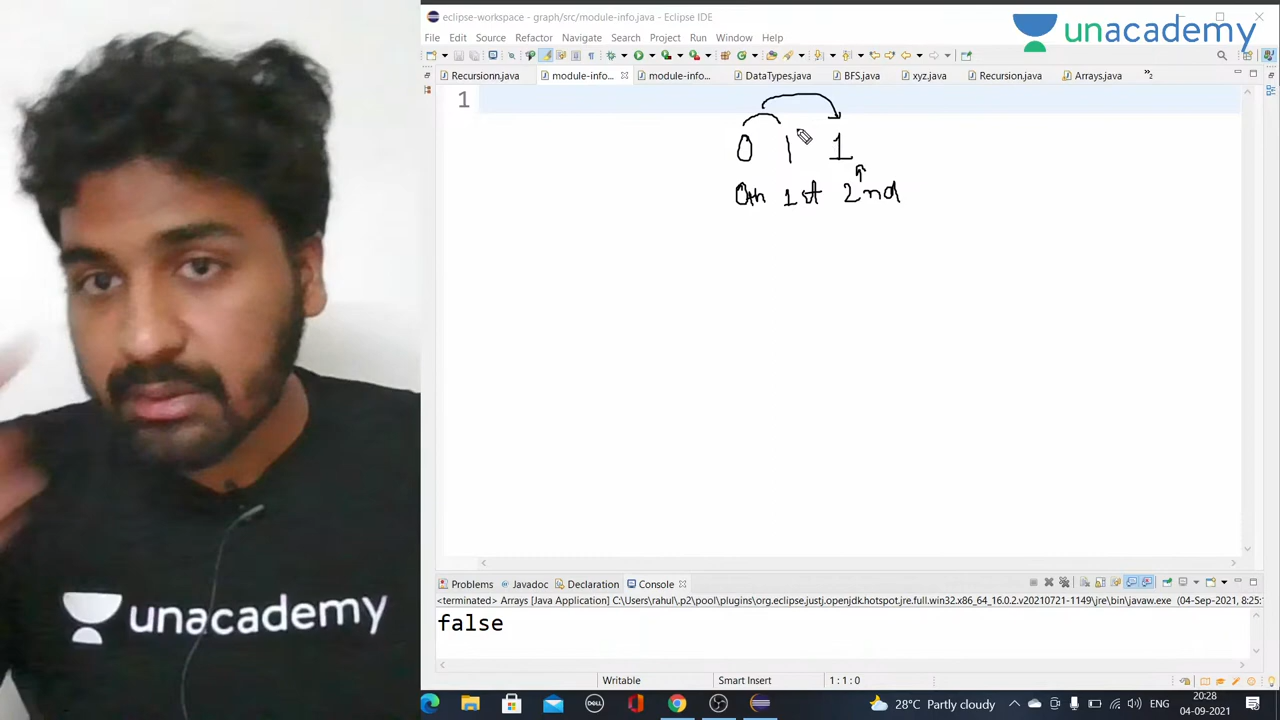 eclipse-workspace - graph/src/module-info.java - Eclipse IDE
unacademy
File Edit Source Refactor Navigate Search Project Run Window Help
Recursionn.java module-info... module-info... DataTypes.java BFS.java xyz.java Recursion.java Arrays.java
1
0 1 1
0th 1st 2nd
unacademy
Problems Javadoc Declaration Console
<terminated> Arrays [Java Application] C:\Users\rahul\.p2\pool\plugins\org.eclipse.justj.openjdk.hotspot.jre.full.win32.x86_64_16.0.2.v20210721-1149\jre\bin\javaw.exe (04-Sep-2021, 8:25:
false
Writable Smart Insert 1 : 1 : 0
DELL 28°C Partly cloudy ENG 20:28
04-09-2021